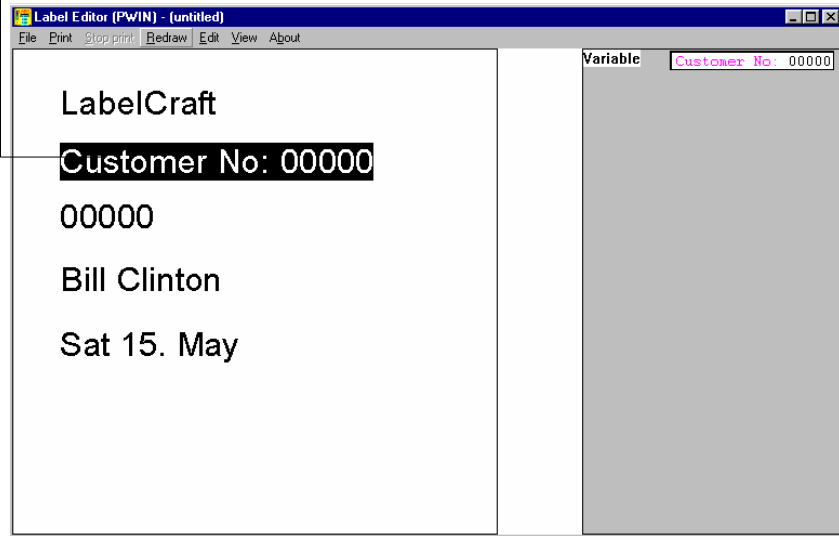 Label Editor (PWIN) - (untitled)
File Print Stop print Redraw Edit View About
LabelCraft
Customer No: 00000
00000
Bill Clinton
Sat 15. May
Variable Customer No: 00000